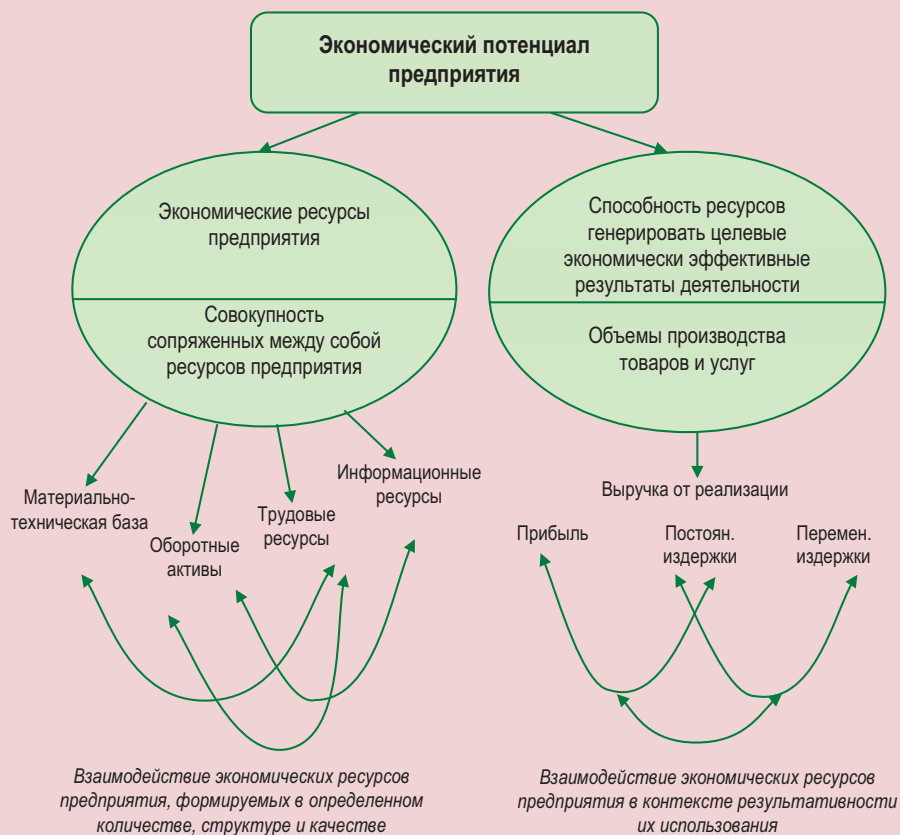 Экономический потенциал
предприятия
Экономические ресурсы
предприятия
Совокупность
сопряженных между собой
ресурсов предприятия
Способность ресурсов
генерировать целевые
экономически эффективные
результаты деятельности
Объемы производства
товаров и услуг
Материально-
техническая база
Оборотные
активы
Трудовые
ресурсы
Информационные
ресурсы
Выручка от реализации
Прибыль
Постоян.
издержки
Перемен.
издержки
Взаимодействие экономических ресурсов
предприятия, формируемых в определенном
количестве, структуре и качестве
Взаимодействие экономических ресурсов
предприятия в контексте результативности
их использования